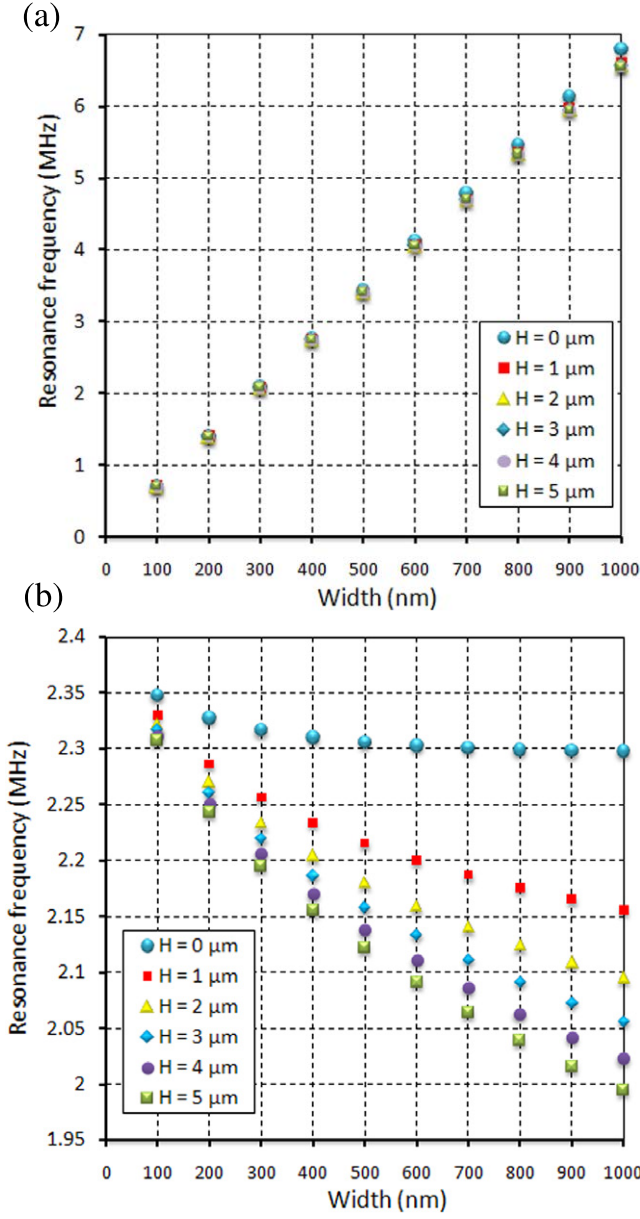 (a)
7
6
5
4
3
2
1
0
Resonance frequency (MHz)
H = 0 μm
H = 1 μm
H = 2 μm
H = 3 μm
H = 4 μm
H = 5 μm
0 100 200 300 400 500 600 700 800 900 1000
Width (nm)
(b)
2.4
2.35
2.3
2.25
2.2
2.15
2.1
2.05
2
1.95
Resonance frequency (MHz)
H = 0 μm
H = 1 μm
H = 2 μm
H = 3 μm
H = 4 μm
H = 5 μm
0 100 200 300 400 500 600 700 800 900 1000
Width (nm)